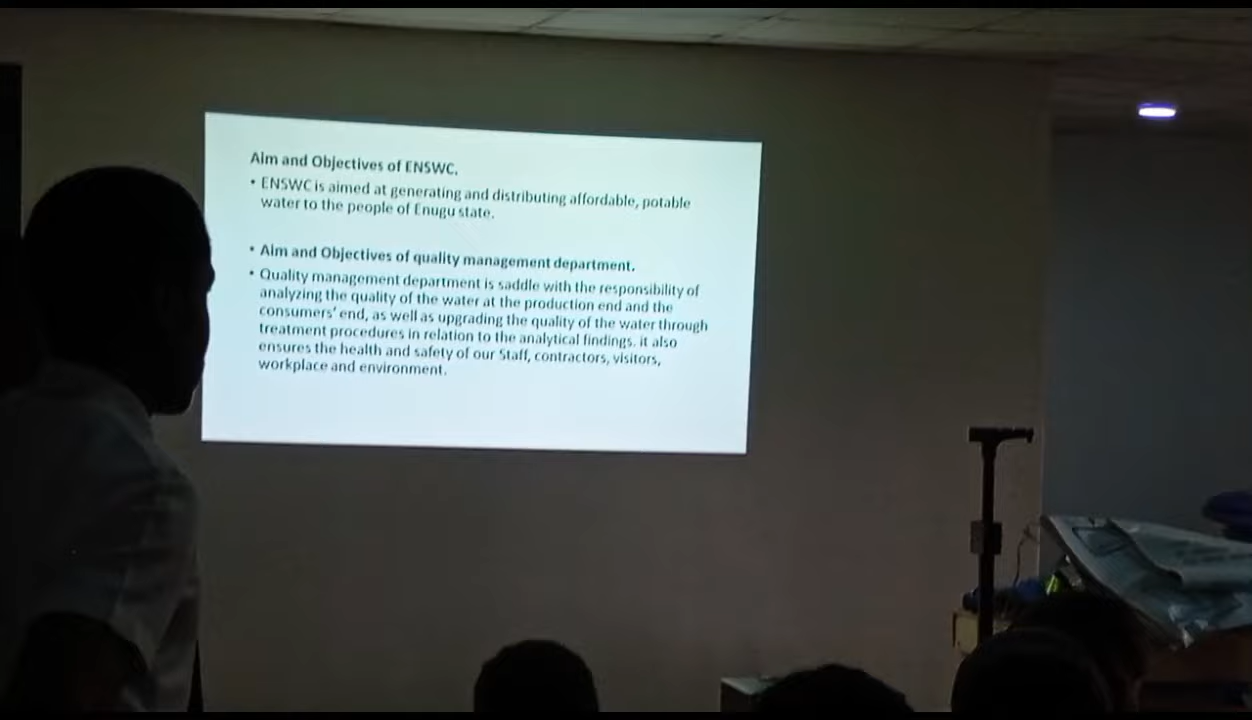 Aim and Objectives of ENSWC.
• ENSWC is aimed at generating and distributing affordable, potable
water to the people of Enugu state.
• Aim and Objectives of quality management department.
• Quality management department is saddle with the responsibility of
analyzing the quality of the water at the production end and the
consumers' end, as well as upgrading the quality of the water through
treatment procedures in relation to the analytical findings. it also
ensures the health and safety of our Staff, contractors, visitors,
workplace and environment.